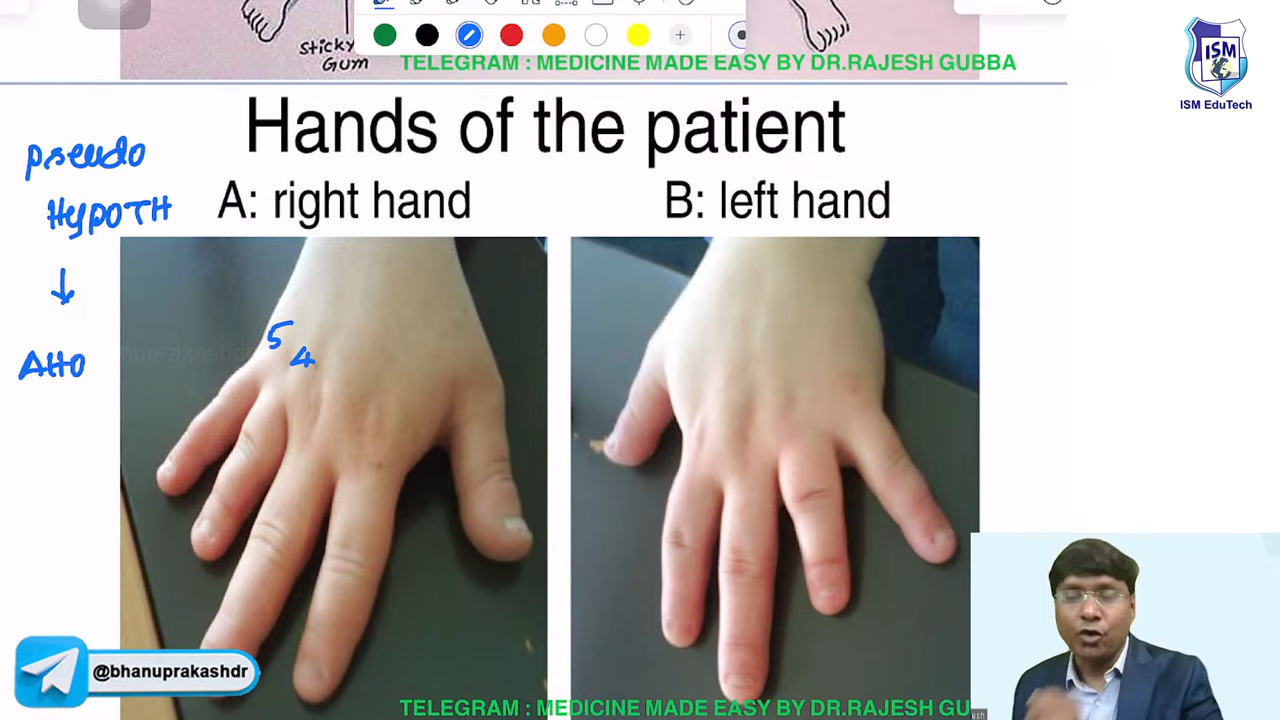 Sticky
Gum
TELEGRAM : MEDICINE MADE EASY BY DR.RAJESH GUBBA
ISM
ISM EduTech
Hands of the patient
A: right hand
B: left hand
pseudo
HypoTH
↓
AHO
5
4
@bhanuprakashdr
TELEGRAM : MEDICINE MADE EASY BY DR.RAJESH GU